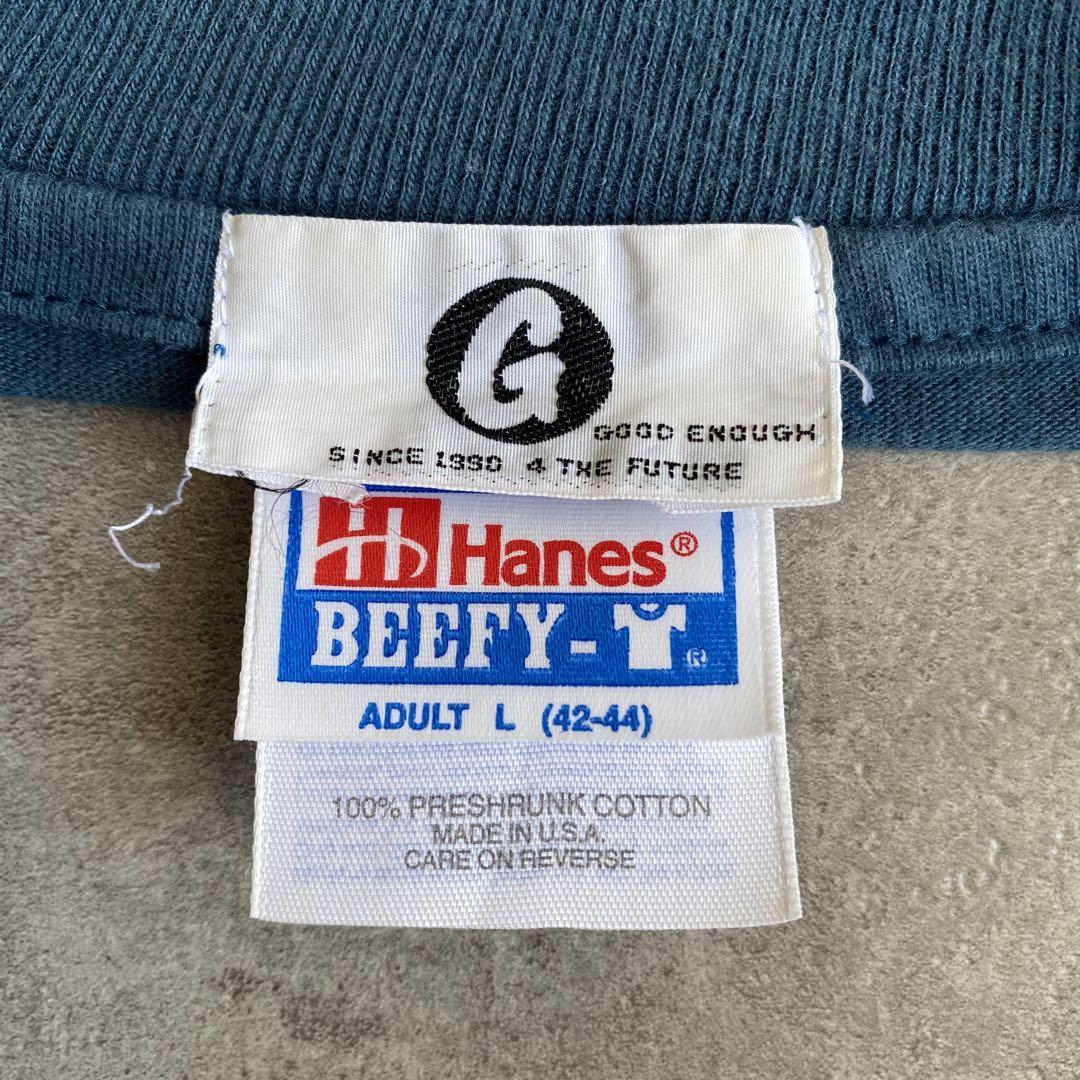 G
GOOD ENOUGH
SINCE 1990 4 THE FUTURE
H Hanes®
BEEFY-T®
ADULT L (42-44)
100% PRESHRUNK COTTON
MADE IN U.S.A.
CARE ON REVERSE